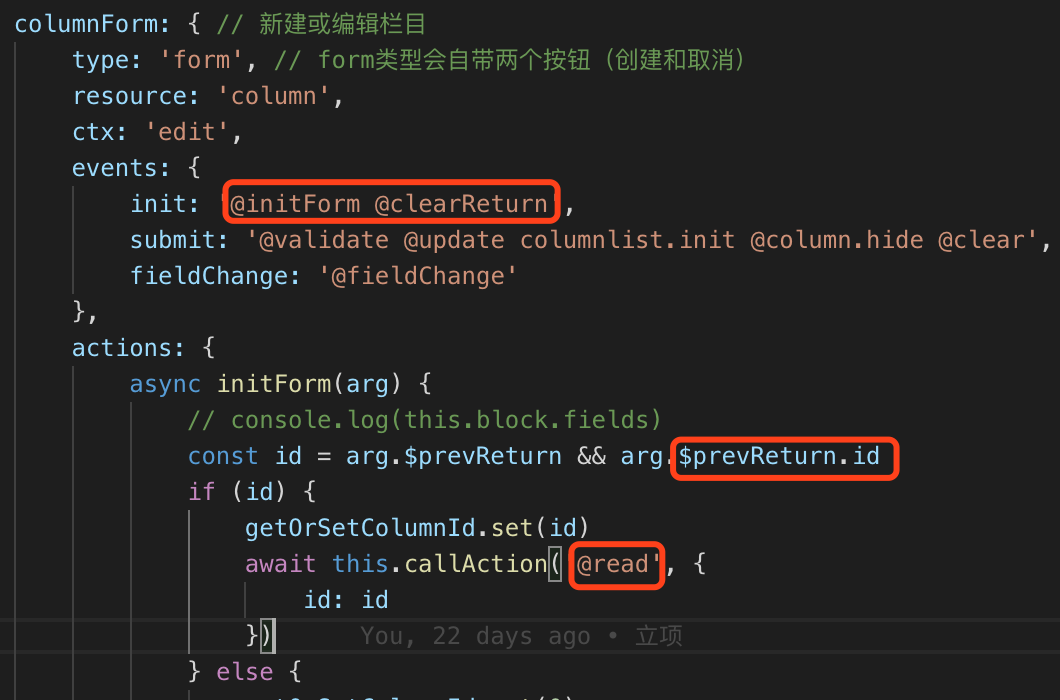 columnForm: { // 新建或编辑栏目
type: 'form', // form类型会自带两个按钮（创建和取消）
resource: 'column',
ctx: 'edit',
events: {
init: '@initForm @clearReturn',
submit: '@validate @update columnlist.init @column.hide @clear',
fieldChange: '@fieldChange'
},
actions: {
async initForm(arg) {
// console.log(this.block.fields)
const id = arg.$prevReturn && arg.$prevReturn.id
if (id) {
getOrSetColumnId.set(id)
await this.callAction('@read', {
id: id
}) You, 22 days ago • 立项
} else {